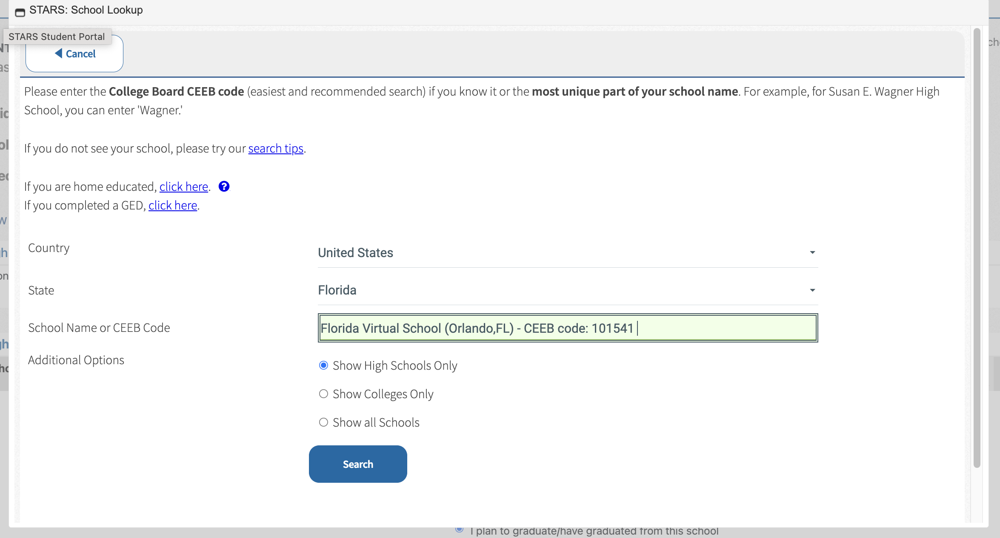 STARS: School Lookup
STARS Student Portal
Cancel
Please enter the College Board CEEB code (easiest and recommended search) if you know it or the most unique part of your school name. For example, for Susan E. Wagner High
School, you can enter 'Wagner.'
If you do not see your school, please try our search tips.
If you are home educated, click here. ?
If you completed a GED, click here.
Country
United States
State
Florida
School Name or CEEB Code
Florida Virtual School (Orlando,FL) - CEEB code: 101541
Additional Options
Show High Schools Only
Show Colleges Only
Show all Schools
Search
I plan to graduate/have graduated from this school